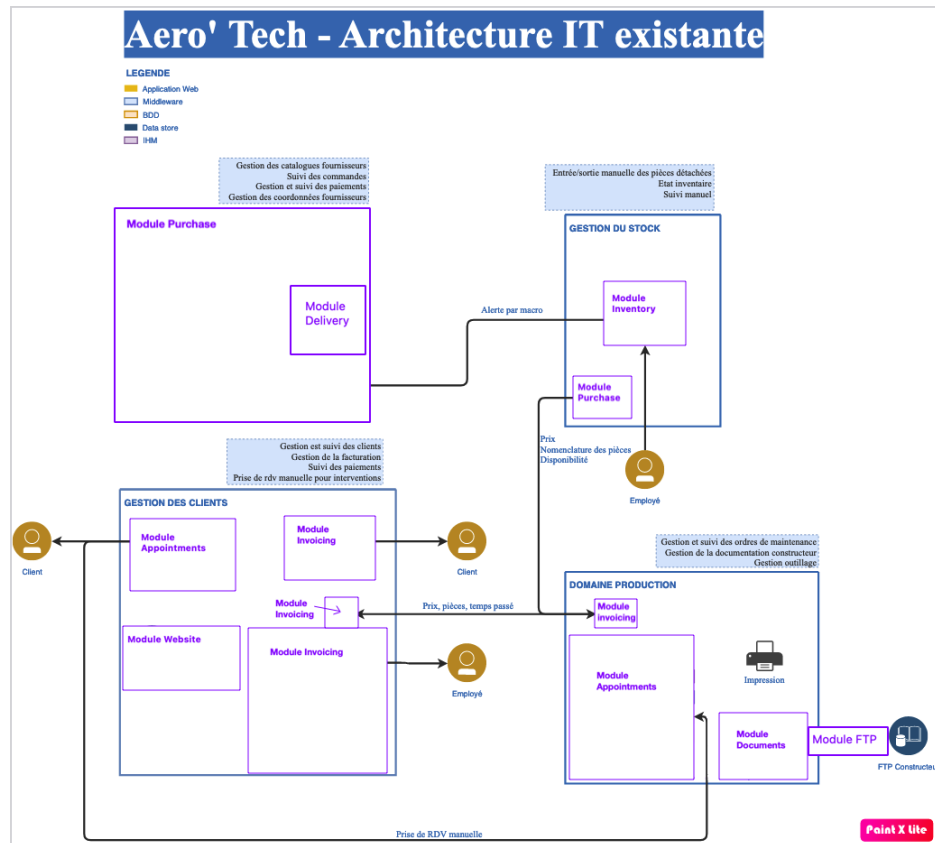 Aero' Tech - Architecture IT existante
LEGENDE
Application Web
Middleware
BDD
Data store
IHM
Gestion des catalogues fournisseurs
Suivi des commandes
Gestion et suivi des paiements
Gestion des coordonnées fournisseurs
Module Purchase
Module
Delivery
Alerte par macro
Entrée/sortie manuelle des pièces détachées
Etat inventaire
Suivi manuel
GESTION DU STOCK
Module
Inventory
Module
Purchase
Prix
Nomenclature des pièces
Disponibilité
Employé
Gestion est suivi des clients
Gestion de la facturation
Suivi des paiements
Prise de rdv manuelle pour interventions
GESTION DES CLIENTS
Module
Appointments
Module
Invoicing
Client
Client
Module
Invoicing
Prix, pièces, temps passé
Module Website
Module Invoicing
Employé
Gestion et suivi des ordres de maintenance
Gestion de la documentation constructeur
Gestion outillage
DOMAINE PRODUCTION
Module
invoicing
Module
Appointments
Impression
Module
Documents
Module FTP
FTP Constructeu
Prise de RDV manuelle
Paint X Lite